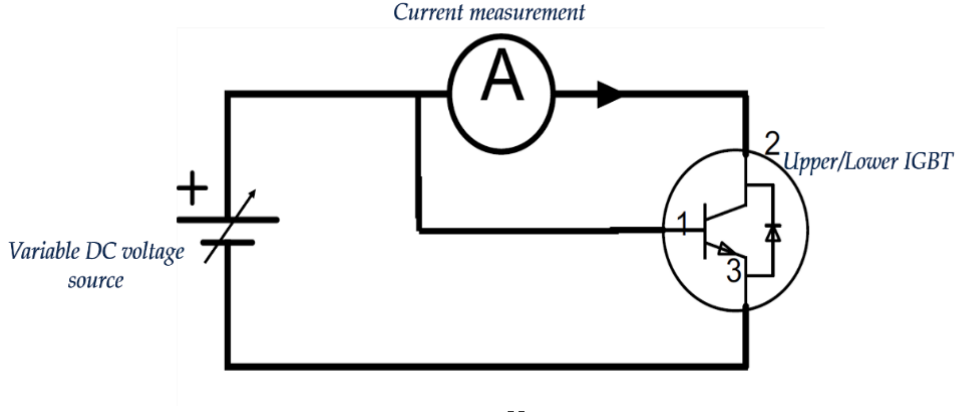 Current measurement
A
2
Upper/Lower IGBT
+
1
Variable DC voltage
source
3